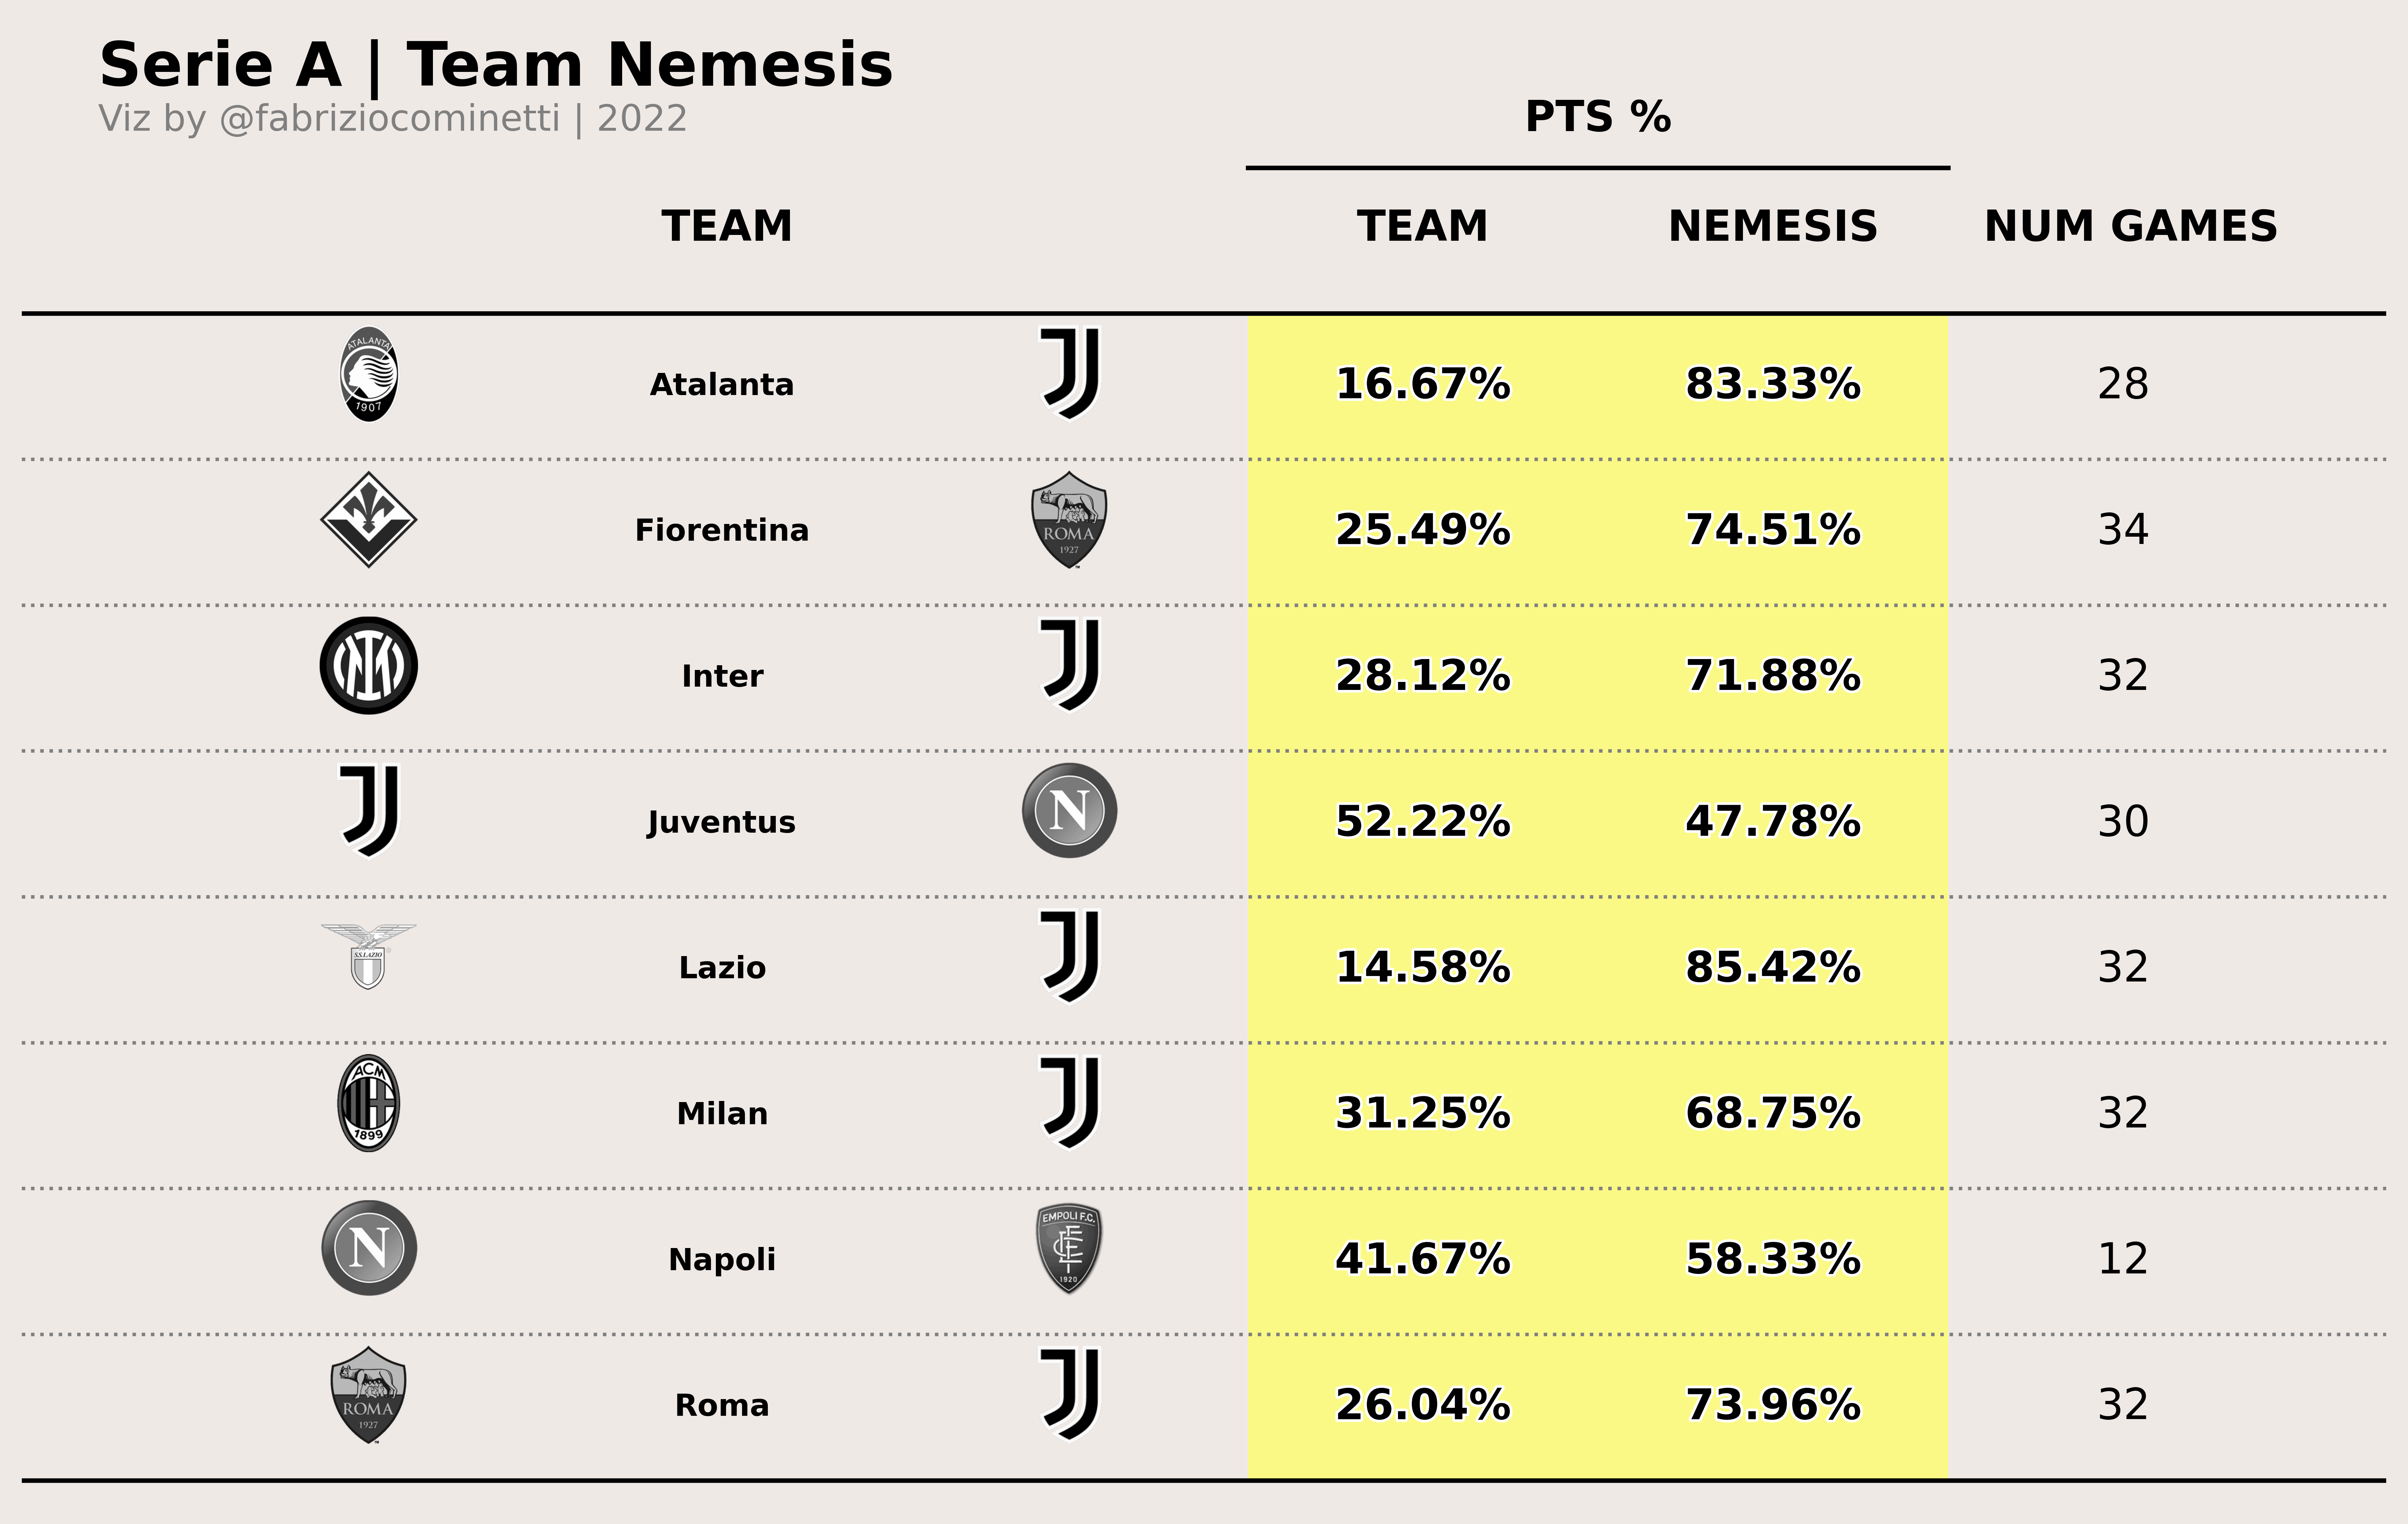 Serie A | Team Nemesis
Viz by @fabriziocominetti | 2022
PTS %
TEAM TEAM NEMESIS NUM GAMES
ATALANTA
1907
Atalanta 16.67% 83.33% 28
Fiorentina
ROMA
1927
25.49% 74.51% 34
Inter 28.12% 71.88% 32
Juventus
N
52.22% 47.78% 30
S.S.LAZIO
Lazio 14.58% 85.42% 32
ACM
1899
Milan 31.25% 68.75% 32
N
Napoli
EMPOLI F.C.
1920
41.67% 58.33% 12
ROMA
1927
Roma 26.04% 73.96% 32